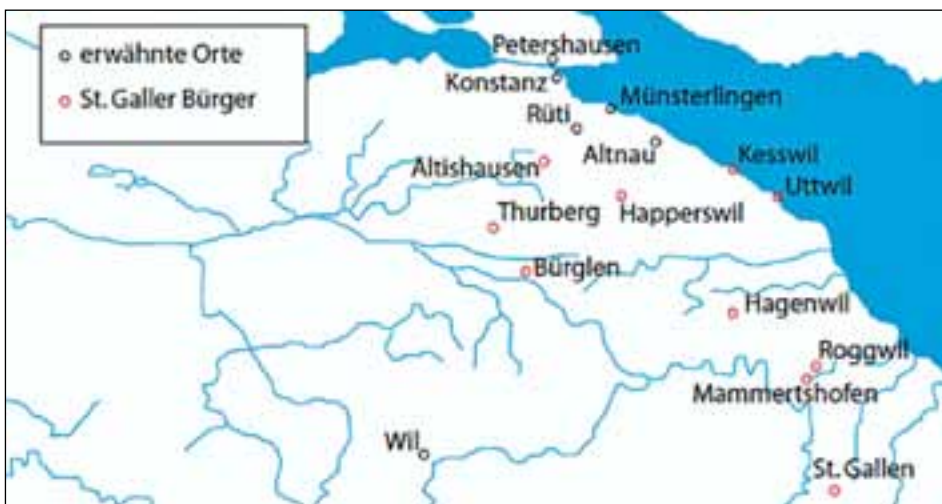 erwähnte Orte
St. Galler Bürger
Petershausen
Konstanz
Münsterlingen
Rüti
Altnau
Altishausen
Kesswil
Uttwil
Happerswil
Thurberg
Bürglen
Hagenwil
Roggwil
Mammertshofen
Wil
St. Gallen